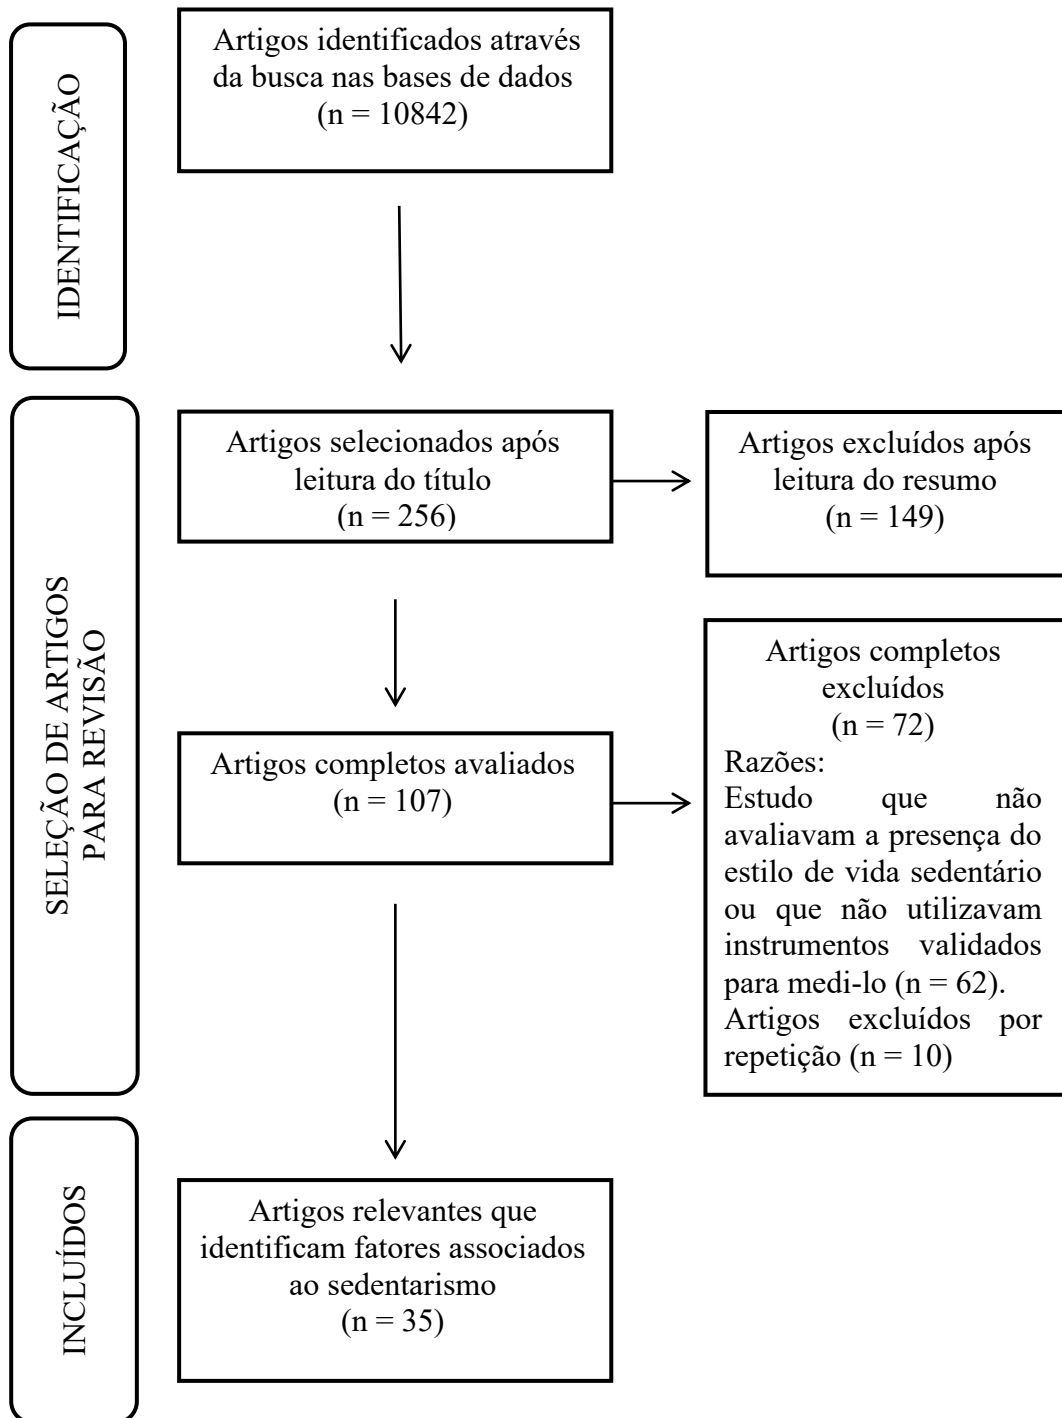 IDENTIFICAÇÃO
Artigos identificados através
da busca nas bases de dados
(n = 10842)
SELEÇÃO DE ARTIGOS
PARA REVISÃO
Artigos selecionados após
leitura do título
(n = 256)
Artigos excluídos após
leitura do resumo
(n = 149)
Artigos completos avaliados
(n = 107)
Artigos completos
excluídos
(n = 72)
Razões:
Estudo que não
avaliavam a presença do
estilo de vida sedentário
ou que não utilizavam
instrumentos validados
para medi-lo (n = 62).
Artigos excluídos por
repetição (n = 10)
INCLUÍDOS
Artigos relevantes que
identificam fatores associados
ao sedentarismo
(n = 35)